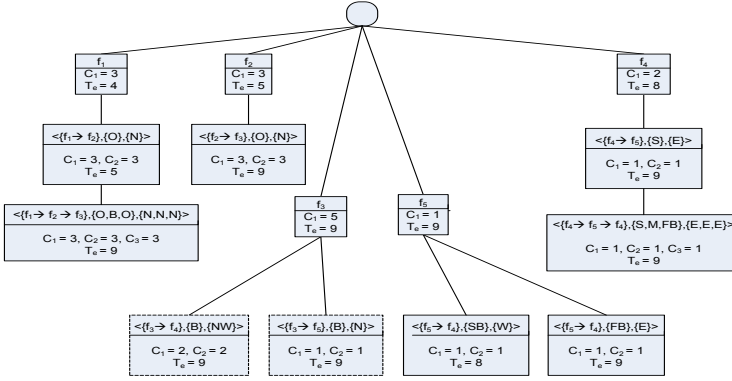 f₁
C₁ = 3
Tₑ = 4
f₂
C₁ = 3
Tₑ = 5
f₄
C₁ = 2
Tₑ = 8
<{f₁→ f₂},{O},{N}>
C₁ = 3, C₂ = 3
Tₑ = 5
<{f₂→ f₃},{O},{N}>
C₁ = 3, C₂ = 3
Tₑ = 9
<{f₄→ f₅},{S},{E}>
C₁ = 1, C₂ = 1
Tₑ = 9
<{f₁→ f₂ → f₃},{O,B,O},{N,N,N}>
C₁ = 3, C₂ = 3, C₃ = 3
Tₑ = 9
f₃
C₁ = 5
Tₑ = 9
f₅
C₁ = 1
Tₑ = 9
<{f₄→ f₅ → f₄},{S,M,FB},{E,E,E}>
C₁ = 1, C₂ = 1, C₃ = 1
Tₑ = 9
<{f₃→ f₄},{B},{NW}>
C₁ = 2, C₂ = 2
Tₑ = 9
<{f₃→ f₅},{B},{N}>
C₁ = 1, C₂ = 1
Tₑ = 9
<{f₅→ f₄},{SB},{W}>
C₁ = 1, C₂ = 1
Tₑ = 8
<{f₅→ f₄},{FB},{E}>
C₁ = 1, C₂ = 1
Tₑ = 9